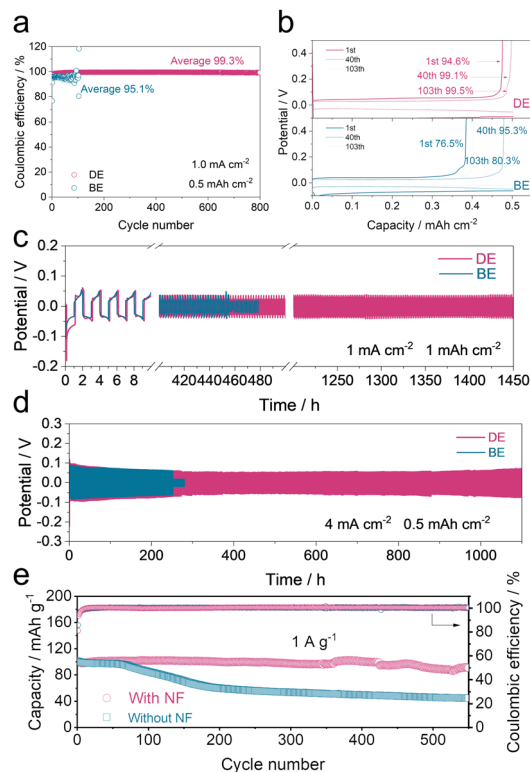 a
Coulombic efficiency / %
120
100
80
60
40
20
0
Average 99.3%
Average 95.1%
DE
BE
1.0 mA cm⁻²
0.5 mAh cm⁻²
0 200 400 600 800
Cycle number
b
Potential / V
0.4
0.2
0.0
1st
40th
103th
1st 94.6%
40th 99.1%
103th 99.5%
DE
0.4
0.2
0.0
1st
40th
103th
40th 95.3%
1st 76.5%
103th 80.3%
BE
0.0 0.1 0.2 0.3 0.4 0.5
Capacity / mAh cm⁻²
c
Potential / V
0.2
0.1
0.0
-0.1
-0.2
DE
BE
1 mA cm⁻² 1 mAh cm⁻²
0 2 4 6 8 420 440 460 480 1250 1300 1350 1400 1450
Time / h
d
Potential / V
0.3
0.2
0.1
0.0
-0.1
-0.2
-0.3
DE
BE
4 mA cm⁻² 0.5 mAh cm⁻²
0 200 400 600 800 1000
Time / h
e
Capacity / mAh g⁻¹
200
160
120
80
40
0
1 A g⁻¹
With NF
Without NF
100
80
60
40
20
0
Coulombic efficiency / %
0 100 200 300 400 500
Cycle number